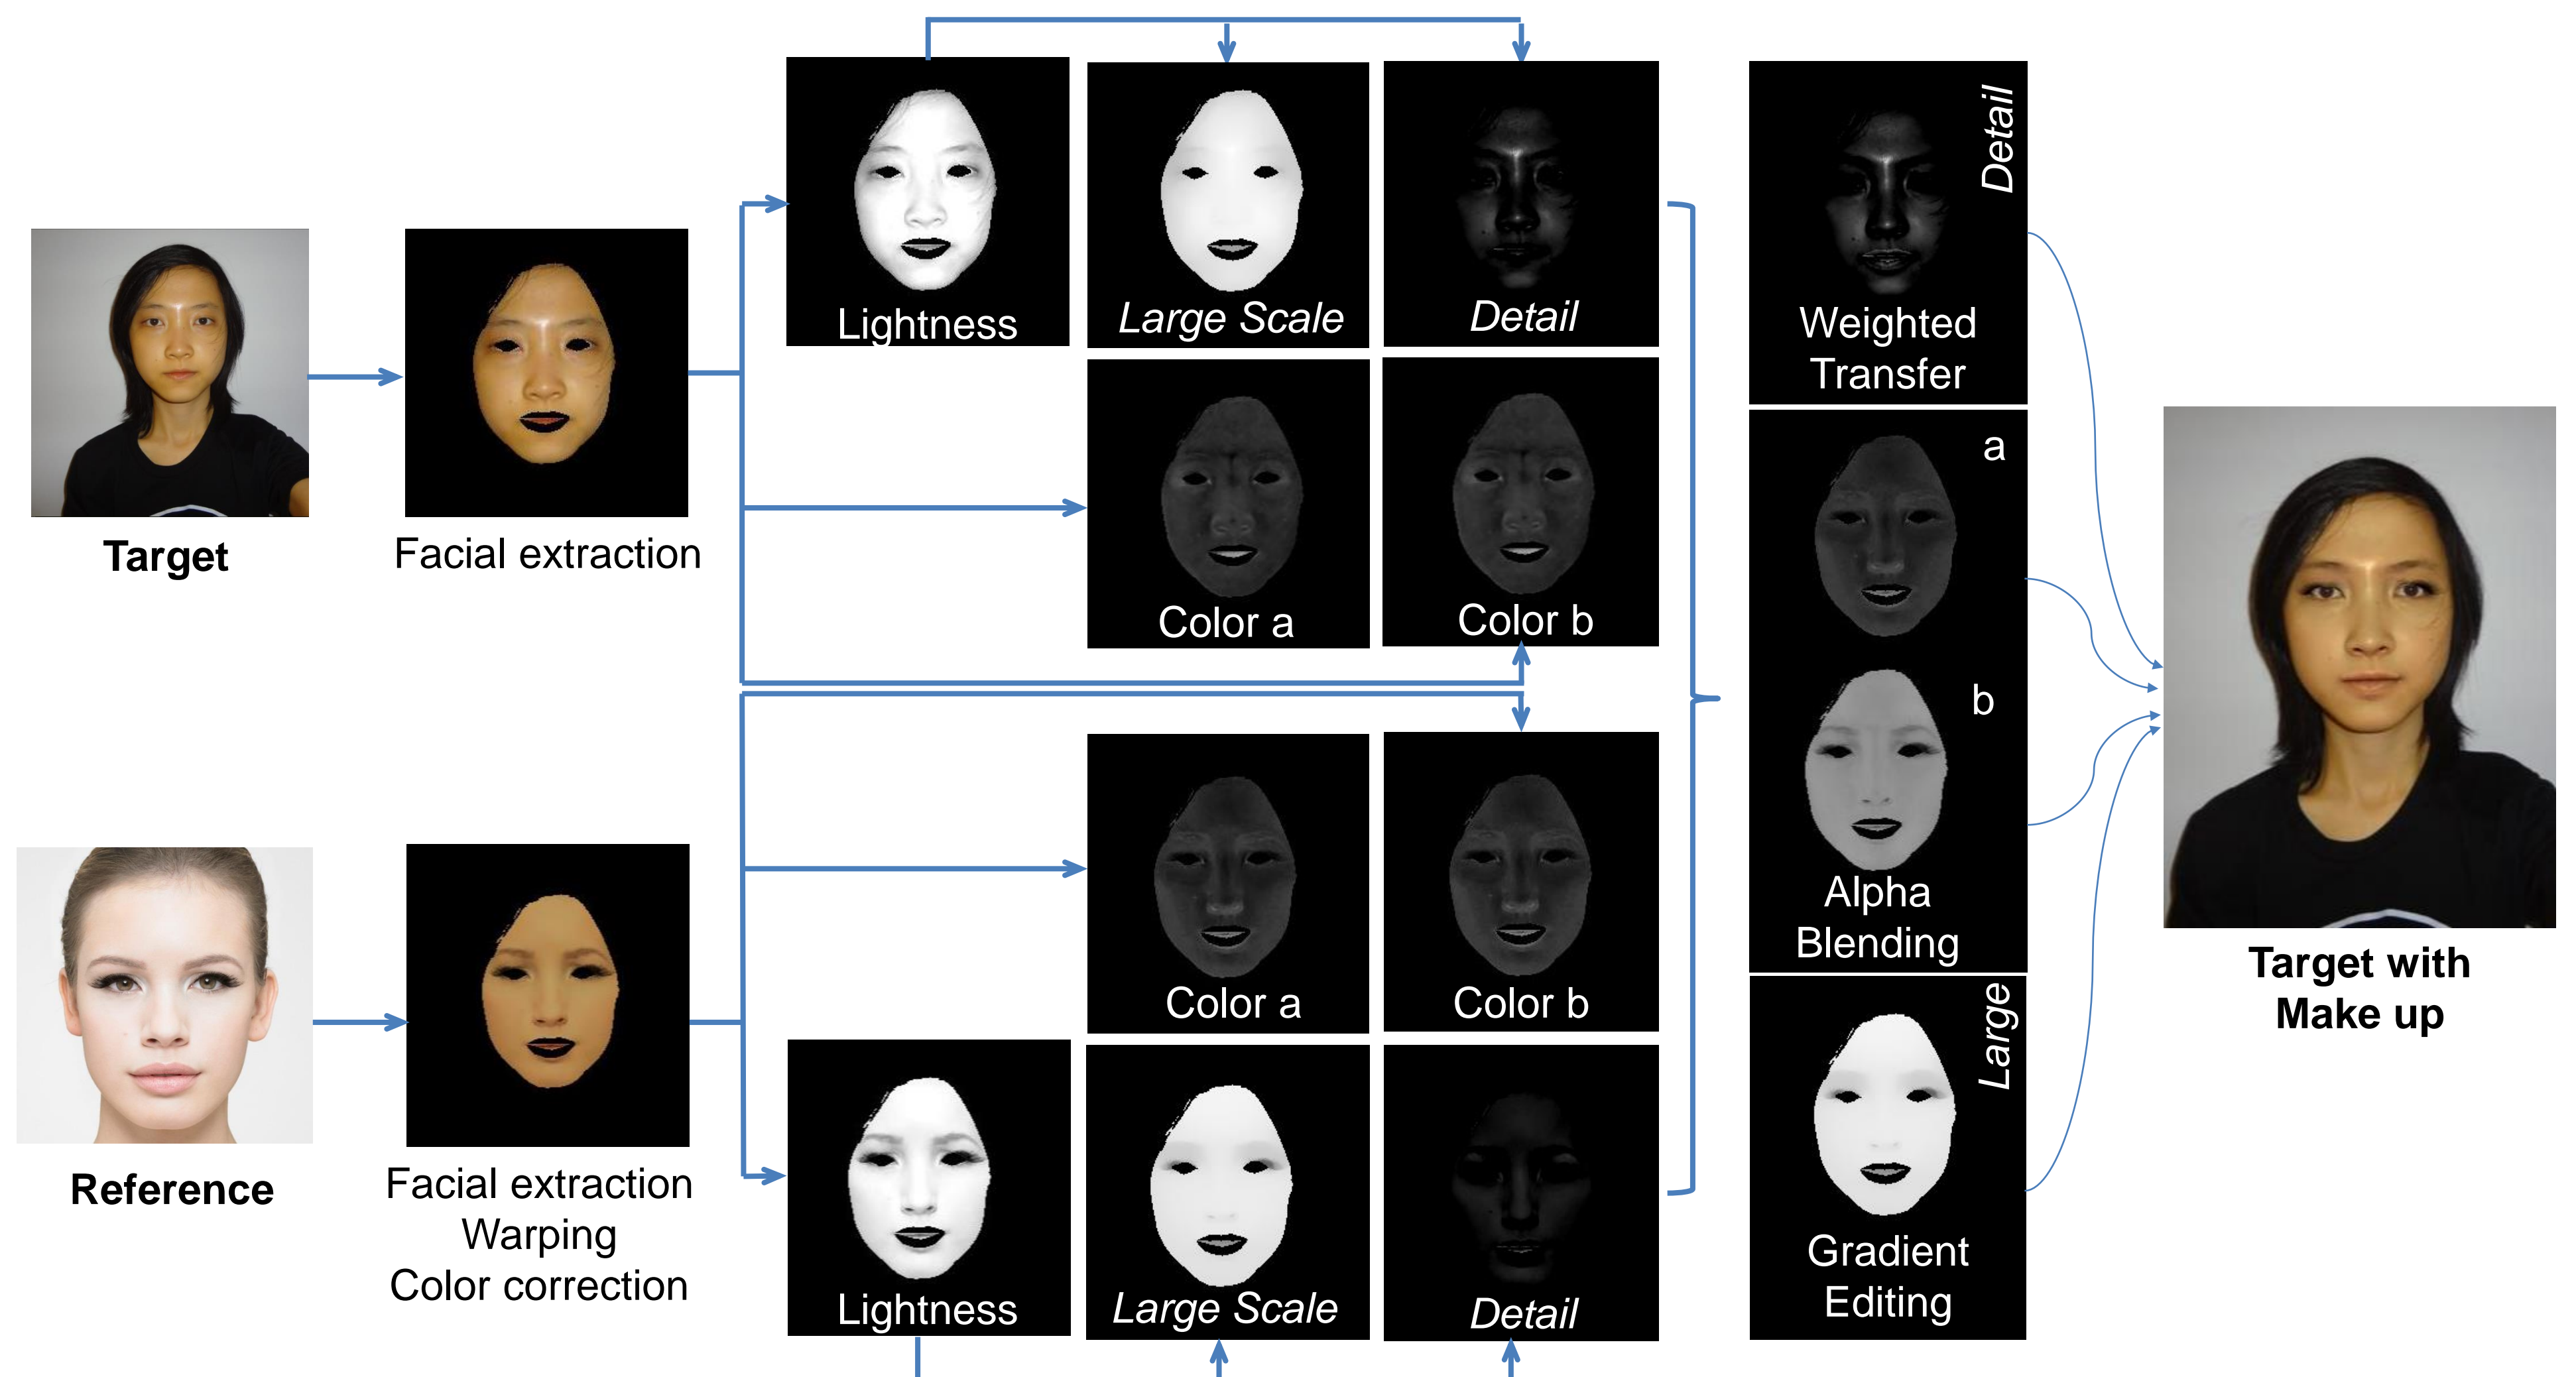 Target
Facial extraction
Lightness
Large Scale
Detail
Color a
Color b
Reference
Facial extraction
Warping
Color correction
Color a
Color b
Lightness
Large Scale
Detail
Detail
Weighted
Transfer
a
b
Alpha
Blending
Large
Gradient
Editing
Target with
Make up